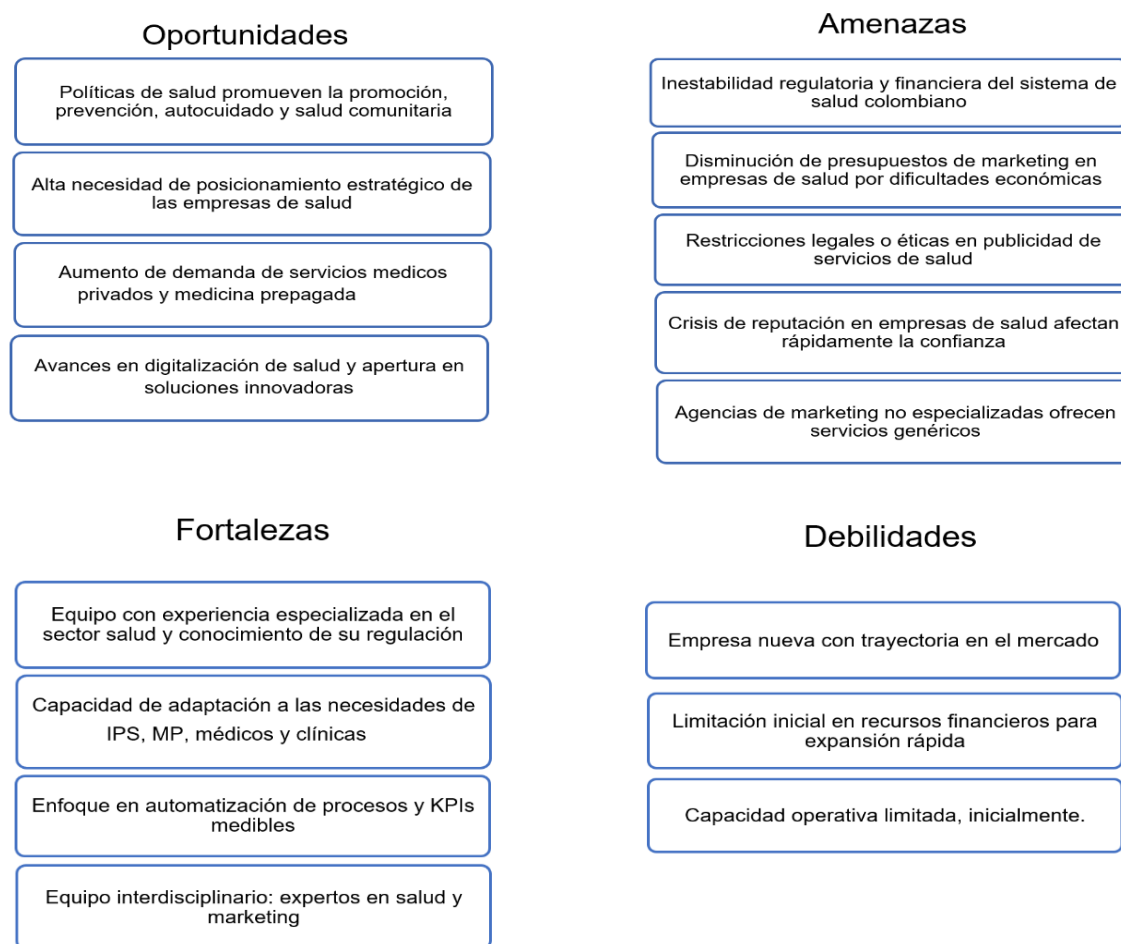 Oportunidades
Políticas de salud promueven la promoción,
prevención, autocuidado y salud comunitaria
Alta necesidad de posicionamiento estratégico de
las empresas de salud
Aumento de demanda de servicios medicos
privados y medicina prepagada
Avances en digitalización de salud y apertura en
soluciones innovadoras
Amenazas
Inestabilidad regulatoria y financiera del sistema de
salud colombiano
Disminución de presupuestos de marketing en
empresas de salud por dificultades económicas
Restricciones legales o éticas en publicidad de
servicios de salud
Crisis de reputación en empresas de salud afectan
rápidamente la confianza
Agencias de marketing no especializadas ofrecen
servicios genéricos
Fortalezas
Equipo con experiencia especializada en el
sector salud y conocimiento de su regulación
Capacidad de adaptación a las necesidades de
IPS, MP, médicos y clínicas
Enfoque en automatización de procesos y KPIs
medibles
Equipo interdisciplinario: expertos en salud y
marketing
Debilidades
Empresa nueva con trayectoria en el mercado
Limitación inicial en recursos financieros para
expansión rápida
Capacidad operativa limitada, inicialmente.